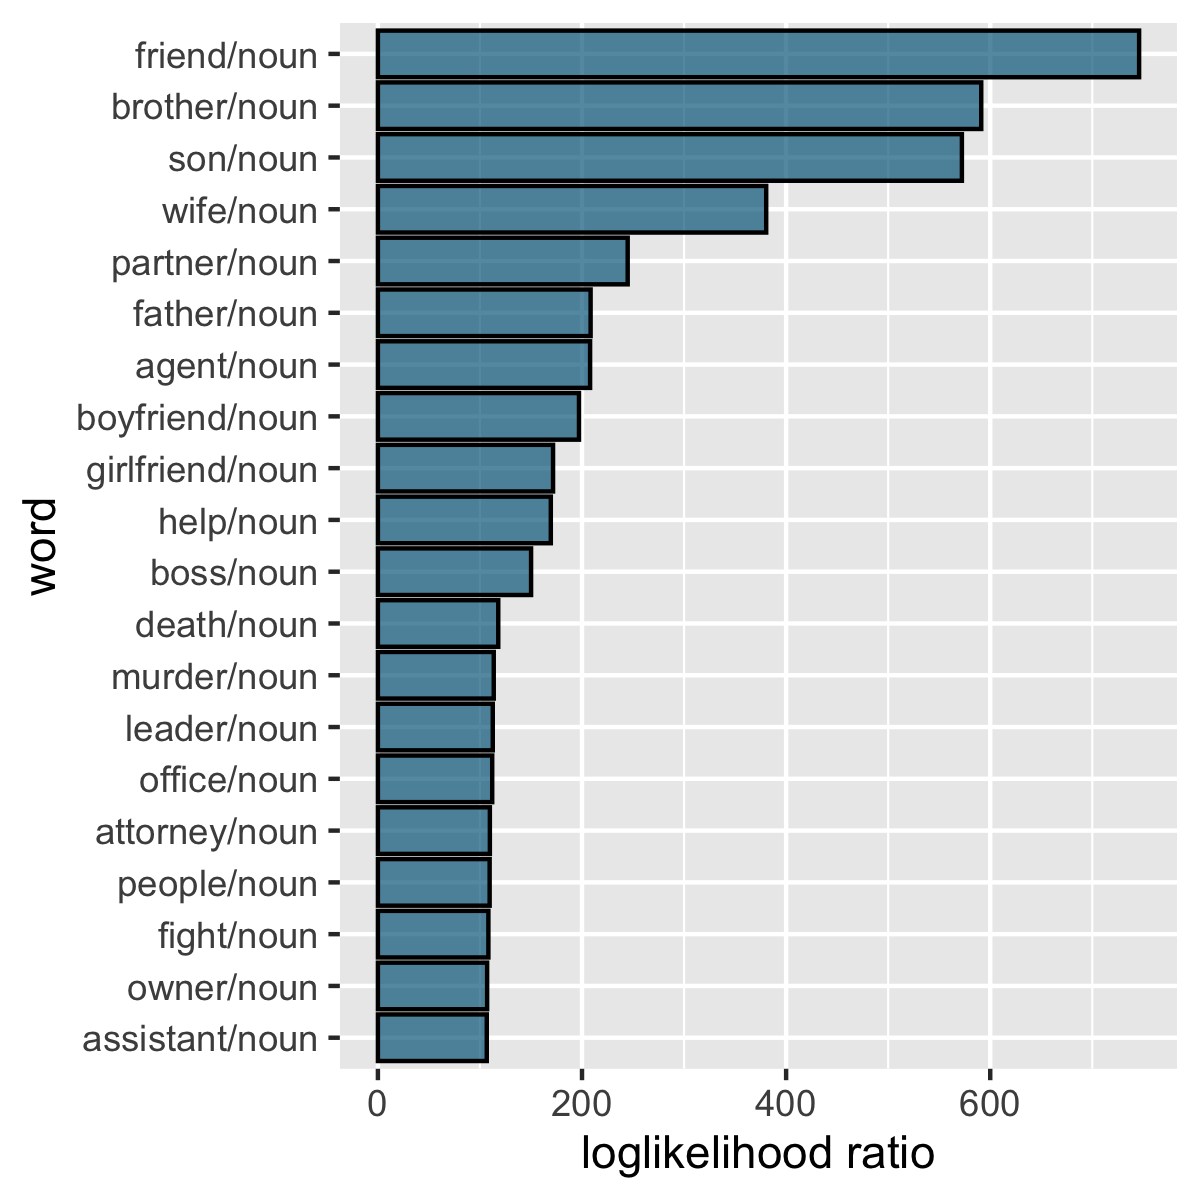 friend/noun
brother/noun
son/noun
wife/noun
partner/noun
father/noun
agent/noun
boyfriend/noun
girlfriend/noun
help/noun
boss/noun
death/noun
murder/noun
leader/noun
office/noun
attorney/noun
people/noun
fight/noun
owner/noun
assistant/noun
word
0 200 400 600
loglikelihood ratio